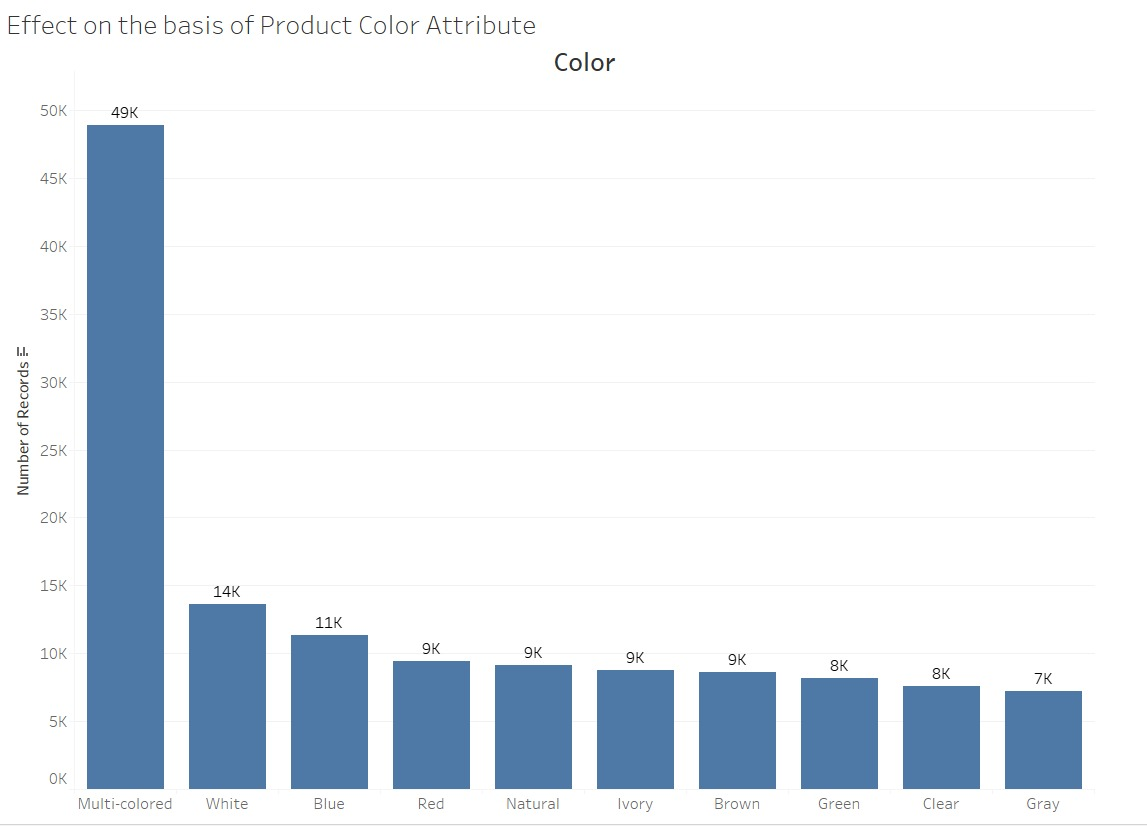 Effect on the basis of Product Color Attribute
Color
Number of Records
50K
45K
40K
35K
30K
25K
20K
15K
10K
5K
0K
49K
14K
11K
9K
9K
9K
9K
8K
8K
7K
Multi-colored
White
Blue
Red
Natural
Ivory
Brown
Green
Clear
Gray